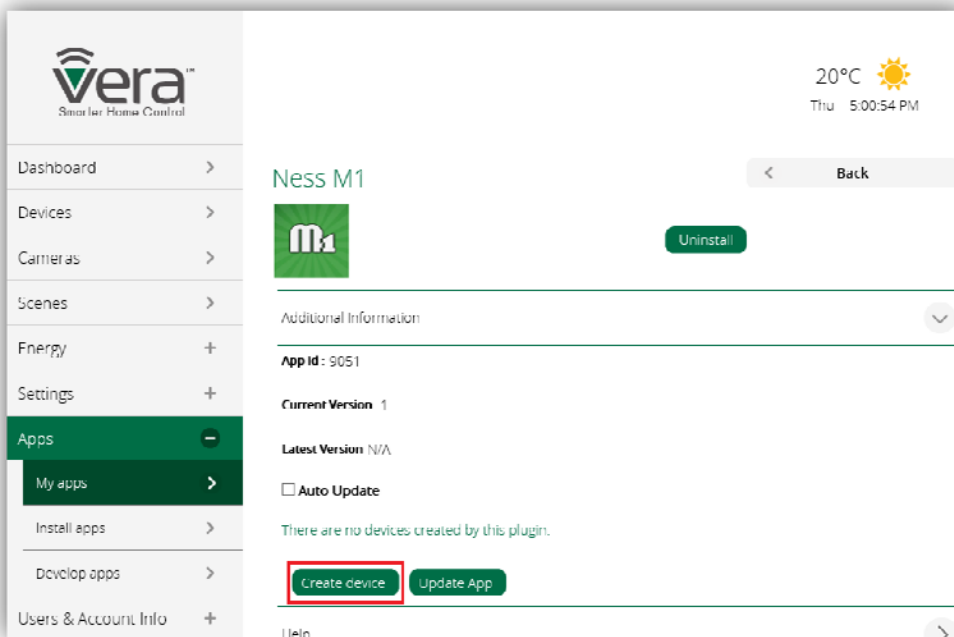 vera™
Smarter Home Control
20°C
Thu 5:00:54 PM
Dashboard
Devices
Cameras
Scenes
Energy
Settings
Apps
My apps
Install apps
Develop apps
Users & Account Info
Ness M1
Back
M1
Uninstall
Additional Information
App Id : 9051
Current Version 1
Latest Version N/A
Auto Update
There are no devices created by this plugin.
Create device Update App
Help